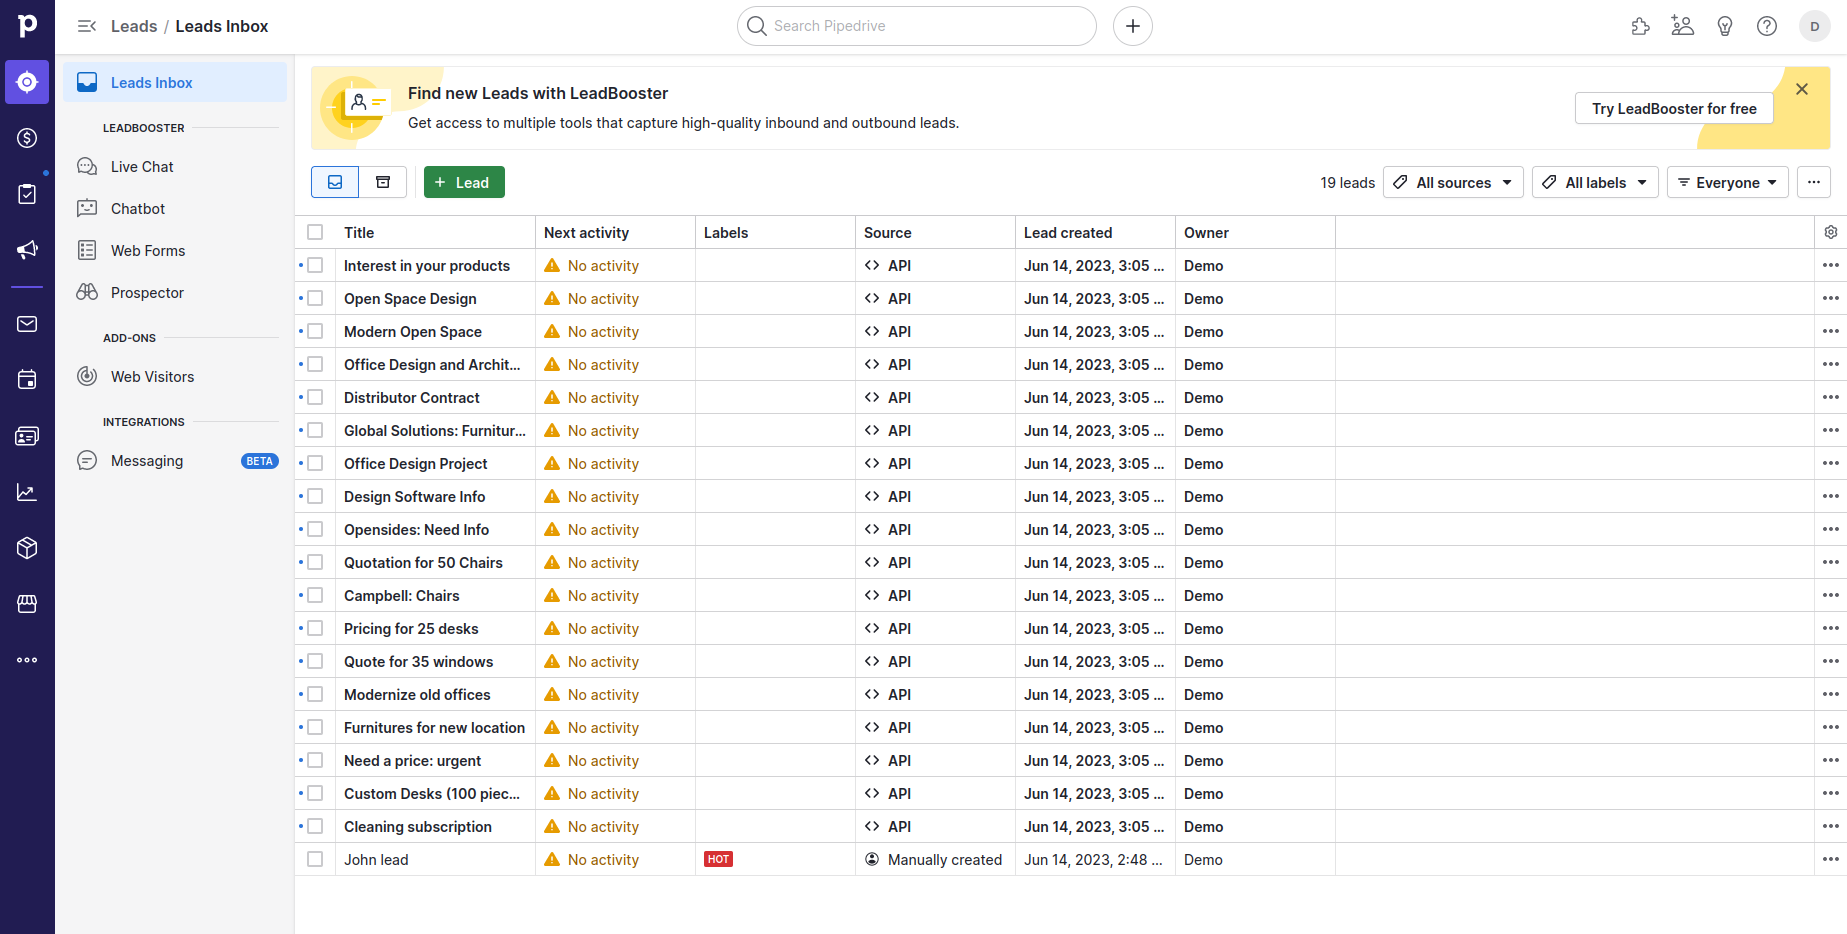 Leads / Leads Inbox
Search Pipedrive
D
Leads Inbox
LEADBOOSTER
Live Chat
Chatbot
Web Forms
Prospector
ADD-ONS
Web Visitors
INTEGRATIONS
Messaging BETA
Find new Leads with LeadBooster
Get access to multiple tools that capture high-quality inbound and outbound leads.
Try LeadBooster for free
+ Lead
19 leads All sources All labels Everyone
Title Next activity Labels Source Lead created Owner
Interest in your products No activity API Jun 14, 2023, 3:05 ... Demo
Open Space Design No activity API Jun 14, 2023, 3:05 ... Demo
Modern Open Space No activity API Jun 14, 2023, 3:05 ... Demo
Office Design and Archit... No activity API Jun 14, 2023, 3:05 ... Demo
Distributor Contract No activity API Jun 14, 2023, 3:05 ... Demo
Global Solutions: Furnitur... No activity API Jun 14, 2023, 3:05 ... Demo
Office Design Project No activity API Jun 14, 2023, 3:05 ... Demo
Design Software Info No activity API Jun 14, 2023, 3:05 ... Demo
Opensides: Need Info No activity API Jun 14, 2023, 3:05 ... Demo
Quotation for 50 Chairs No activity API Jun 14, 2023, 3:05 ... Demo
Campbell: Chairs No activity API Jun 14, 2023, 3:05 ... Demo
Pricing for 25 desks No activity API Jun 14, 2023, 3:05 ... Demo
Quote for 35 windows No activity API Jun 14, 2023, 3:05 ... Demo
Modernize old offices No activity API Jun 14, 2023, 3:05 ... Demo
Furnitures for new location No activity API Jun 14, 2023, 3:05 ... Demo
Need a price: urgent No activity API Jun 14, 2023, 3:05 ... Demo
Custom Desks (100 piec... No activity API Jun 14, 2023, 3:05 ... Demo
Cleaning subscription No activity API Jun 14, 2023, 3:05 ... Demo
John lead No activity HOT Manually created Jun 14, 2023, 2:48 ... Demo